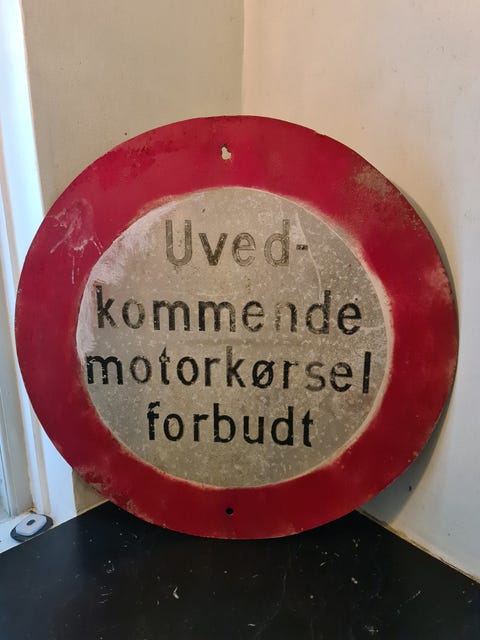 Uved-
kommende
motorkørsel
forbudt